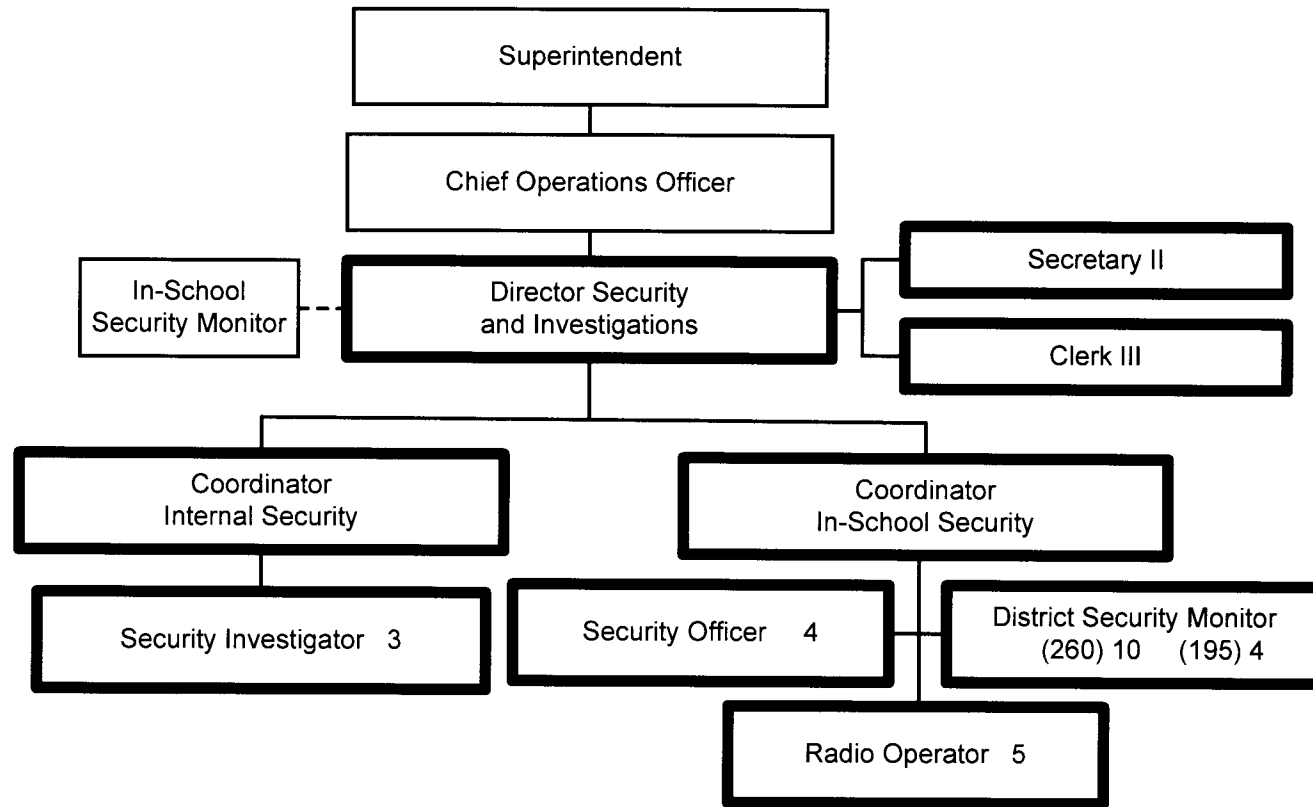 Superintendent
Chief Operations Officer
In-School
Security Monitor
Director Security
and Investigations
Secretary II
Clerk III
Coordinator
Internal Security
Coordinator
In-School Security
Security Investigator 3
Security Officer 4
District Security Monitor
(260) 10 (195) 4
Radio Operator 5